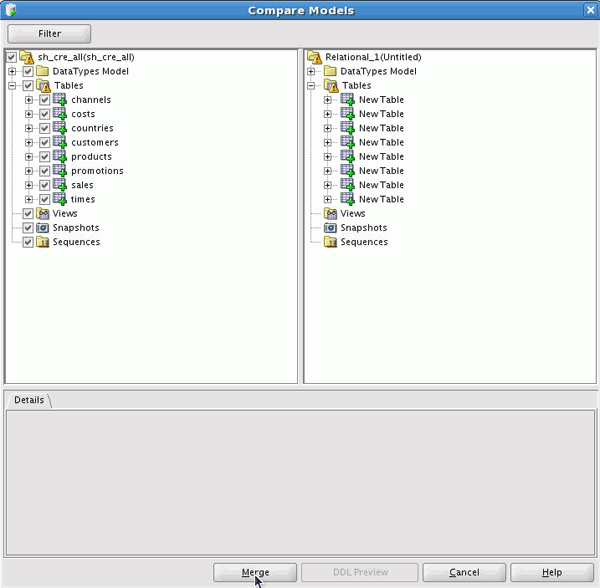 Compare Models
Filter
sh_cre_all(sh_cre_all)
DataTypes Model
Tables
channels
costs
countries
customers
products
promotions
sales
times
Views
Snapshots
Sequences
Relational_1(Untitled)
DataTypes Model
Tables
New Table
New Table
New Table
New Table
New Table
New Table
New Table
New Table
Views
Snapshots
Sequences
Details
Merge DDL Preview Cancel Help